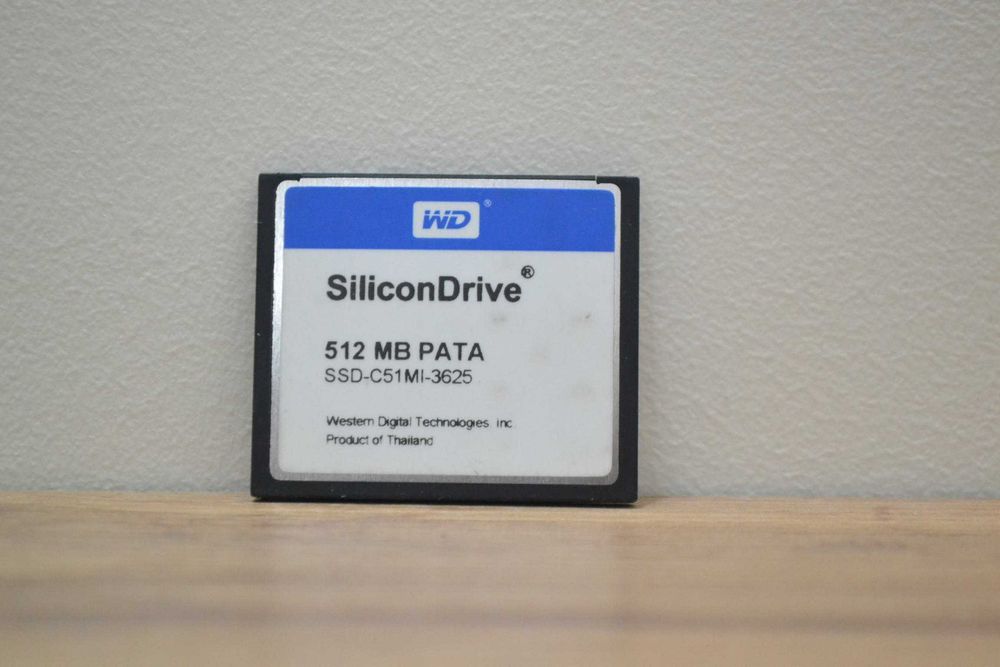 WD®
SiliconDrive®
512 MB PATA
SSD-C51MI-3625
Western Digital Technologies, Inc
Product of Thailand